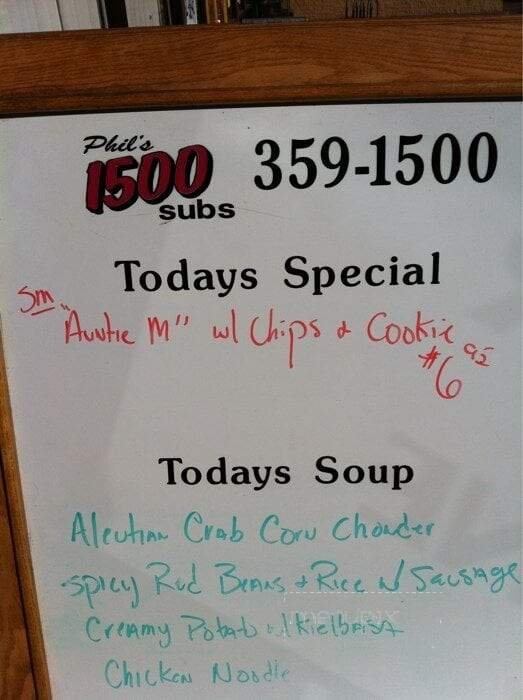 Phil's
1500 359-1500
subs
Todays Special
Sm "Auntie M" w/ Chips & Cookie
$6 95
Todays Soup
Aleutian Crab Corn Chowder
Spicy Red Beans & Rice w/ Sausage
Creamy Potato w/ Kielbasa
Chicken Noodle